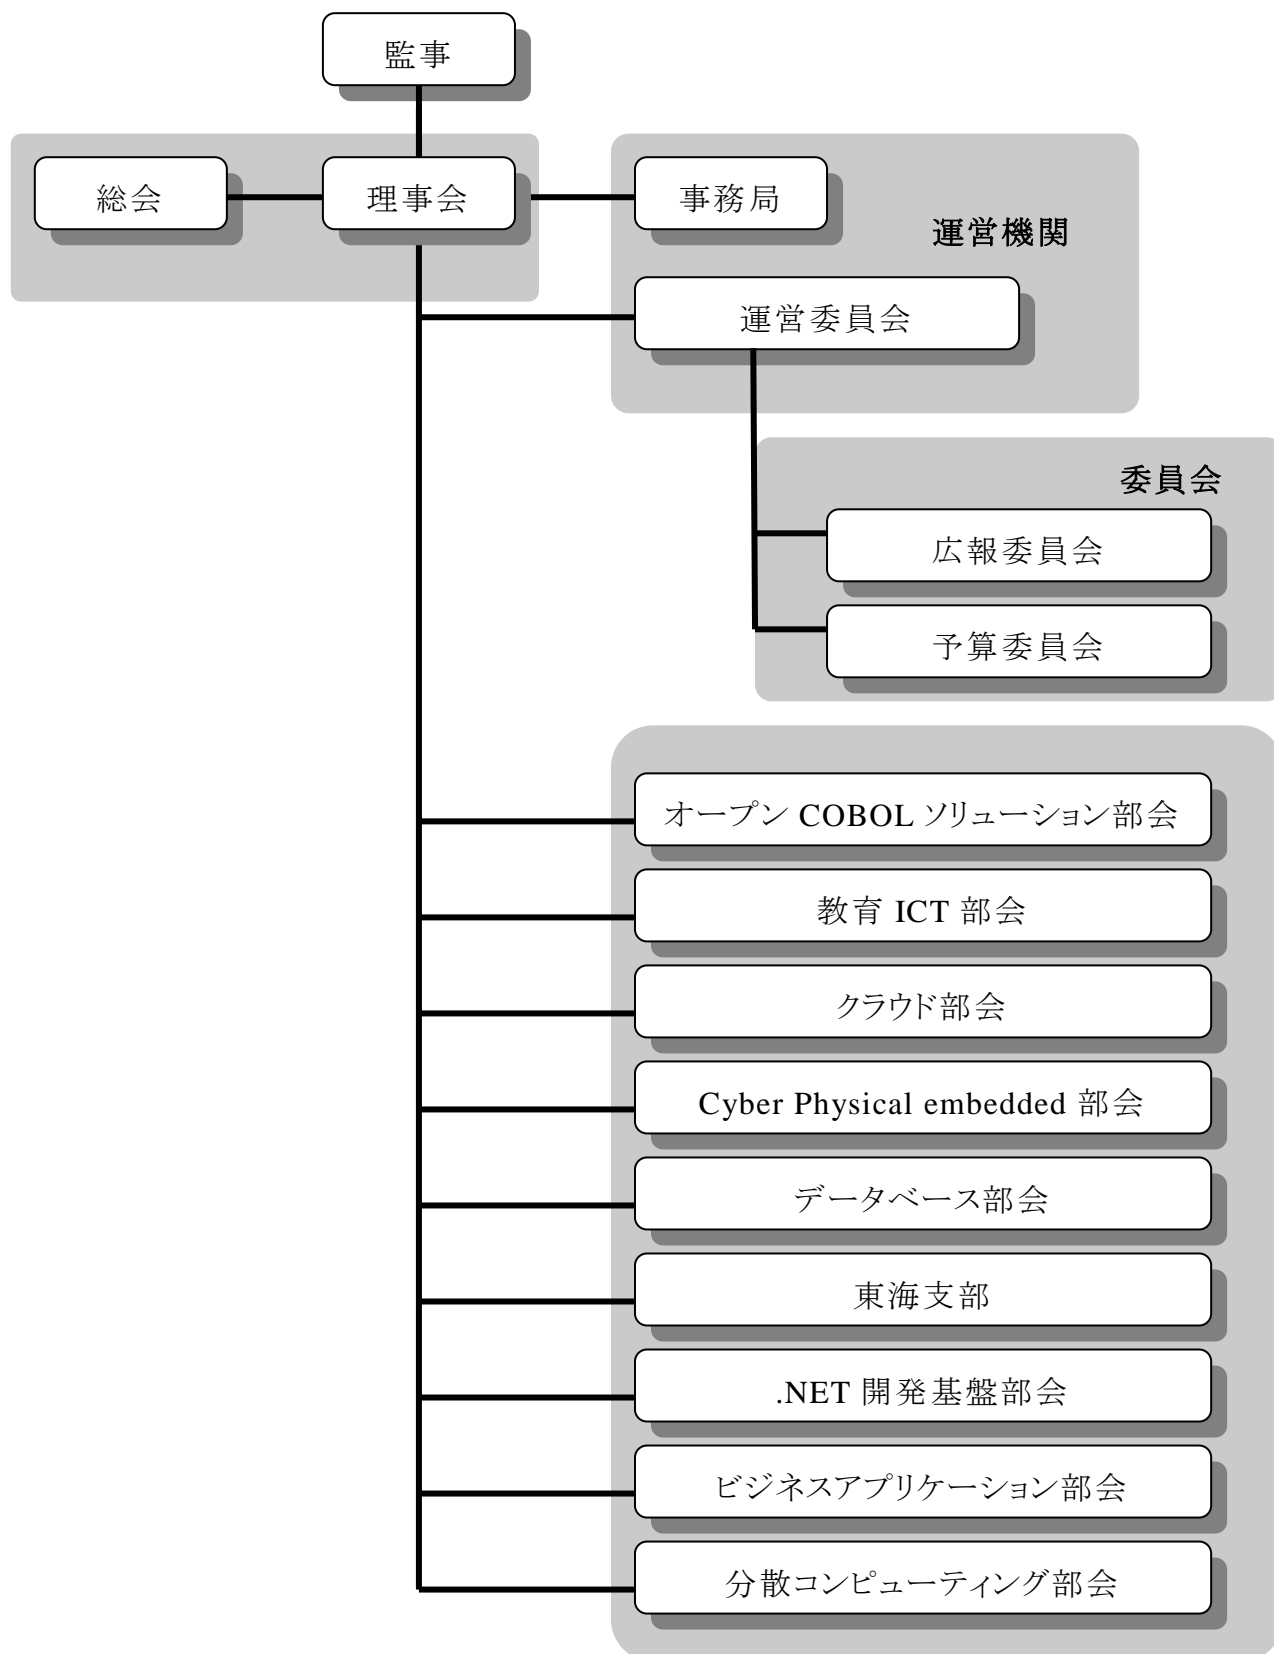 監事
総会
理事会
事務局
運営機関
運営委員会
委員会
広報委員会
予算委員会
オープン COBOL ソリューション部会
教育 ICT 部会
クラウド部会
Cyber Physical embedded 部会
データベース部会
東海支部
.NET 開発基盤部会
ビジネスアプリケーション部会
分散コンピューティング部会